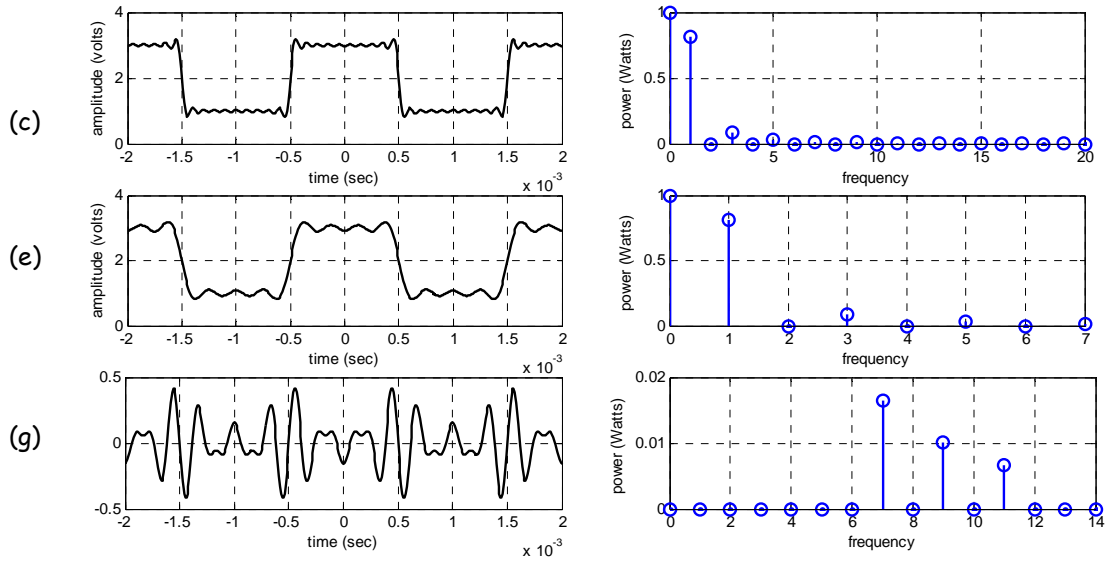 (c)
amplitude (volts)
4
2
0
-2 -1.5 -1 -0.5 0 0.5 1 1.5 2
time (sec)
x 10-3
power (Watts)
1
0.5
0
0 5 10 15 20
frequency
(e)
amplitude (volts)
4
2
0
-2 -1.5 -1 -0.5 0 0.5 1 1.5 2
time (sec)
x 10-3
power (Watts)
1
0.5
0
0 1 2 3 4 5 6 7
frequency
(g)
0.5
0
-0.5
-2 -1.5 -1 -0.5 0 0.5 1 1.5 2
amplitude (volts)
time (sec)
x 10-3
power (Watts)
0.02
0.01
0
0 2 4 6 8 10 12 14
frequency